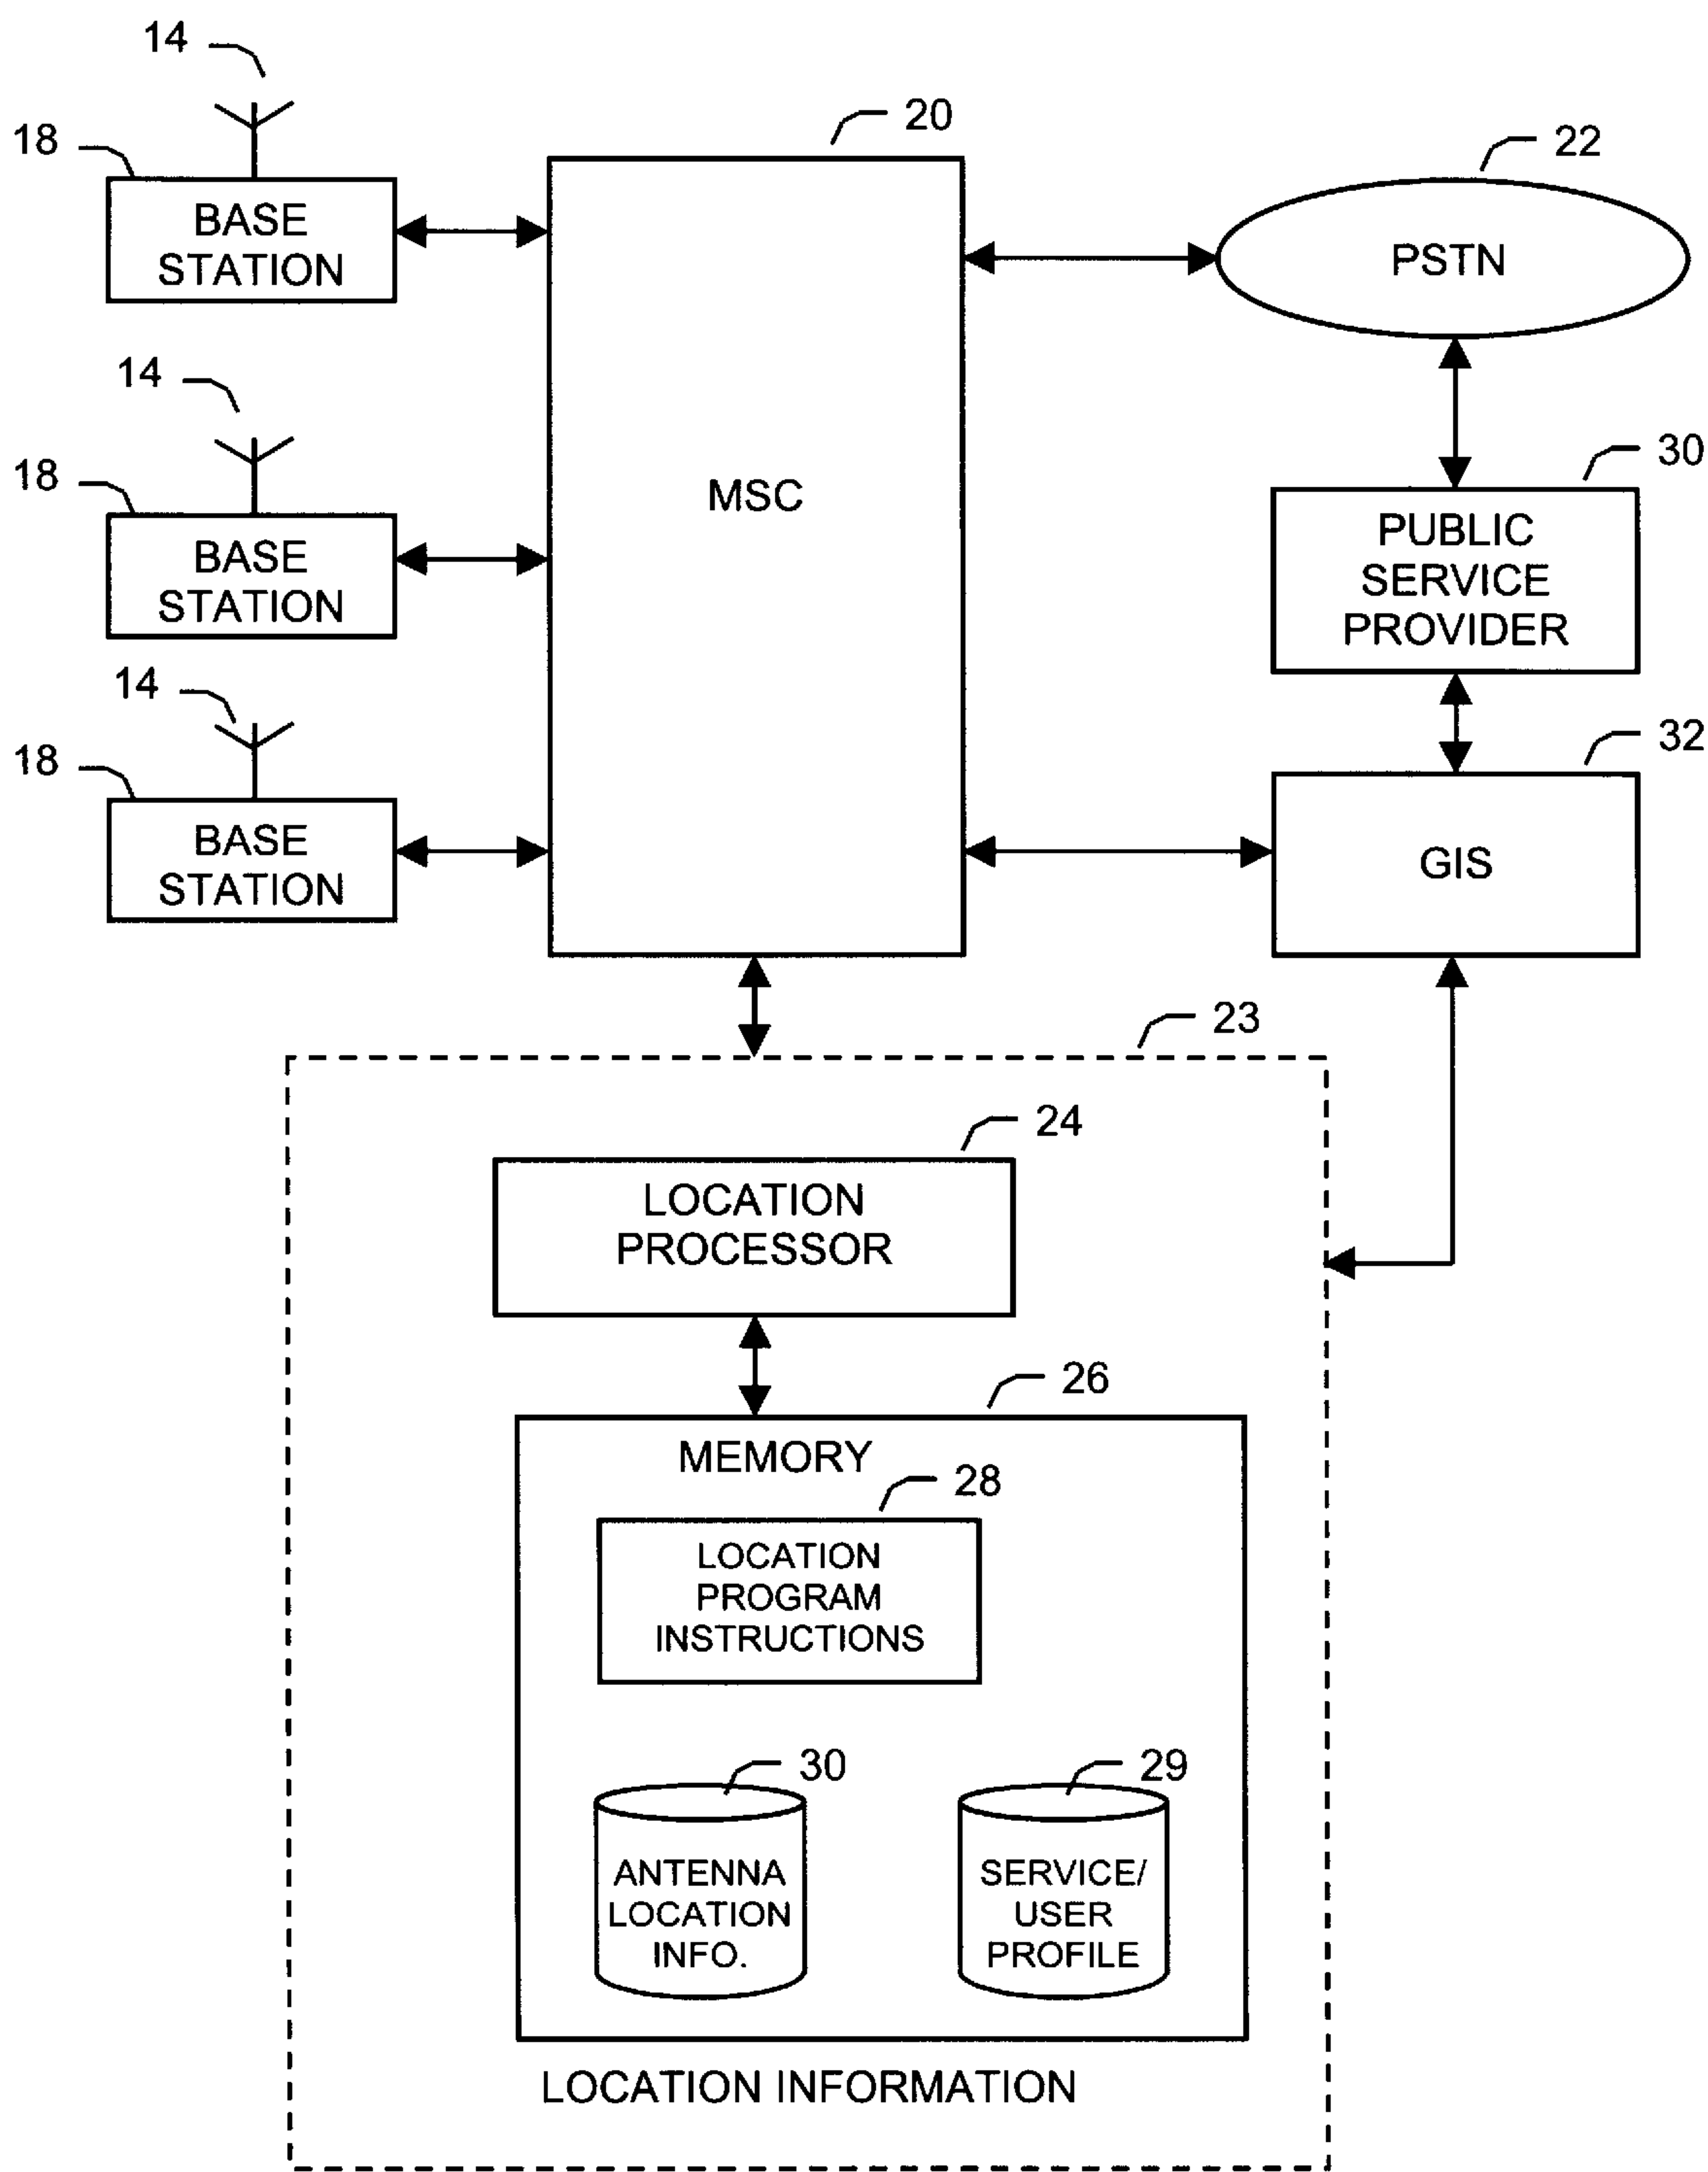 14
18
BASE
STATION
20
22
PSTN
14
18
BASE
STATION
MSC
30
PUBLIC
SERVICE
PROVIDER
14
18
BASE
STATION
32
GIS
23
24
LOCATION
PROCESSOR
26
MEMORY
28
LOCATION
PROGRAM
INSTRUCTIONS
30
ANTENNA
LOCATION
INFO.
29
SERVICE/
USER
PROFILE
LOCATION INFORMATION